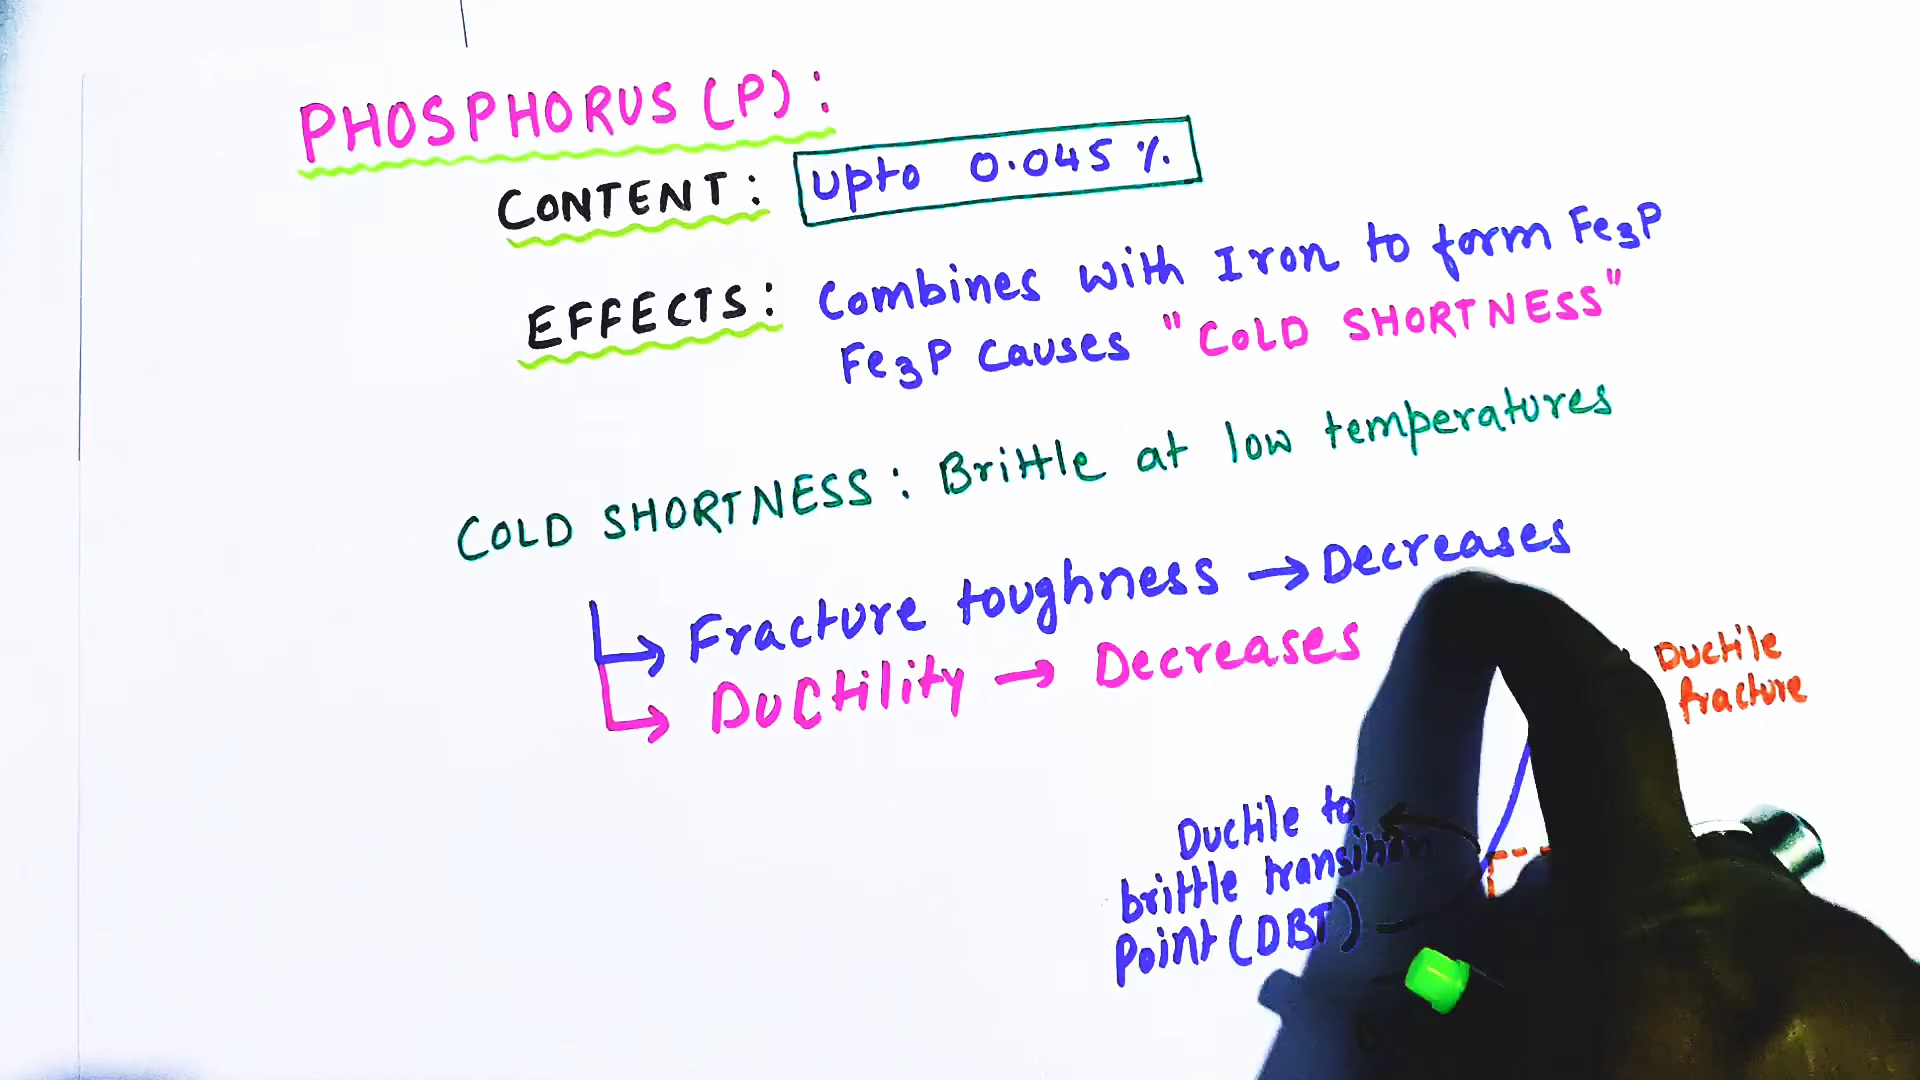 PHOSPHORUS (P):
CONTENT: upto 0.045 %
EFFECTS: Combines with Iron to form Fe3P
Fe3P causes "COLD SHORTNESS"
COLD SHORTNESS: Brittle at low temperatures
→ Fracture toughness → Decreases
→ Ductility → Decreases
Ductile
fracture
Ductile to
brittle transition
Point (DBT)